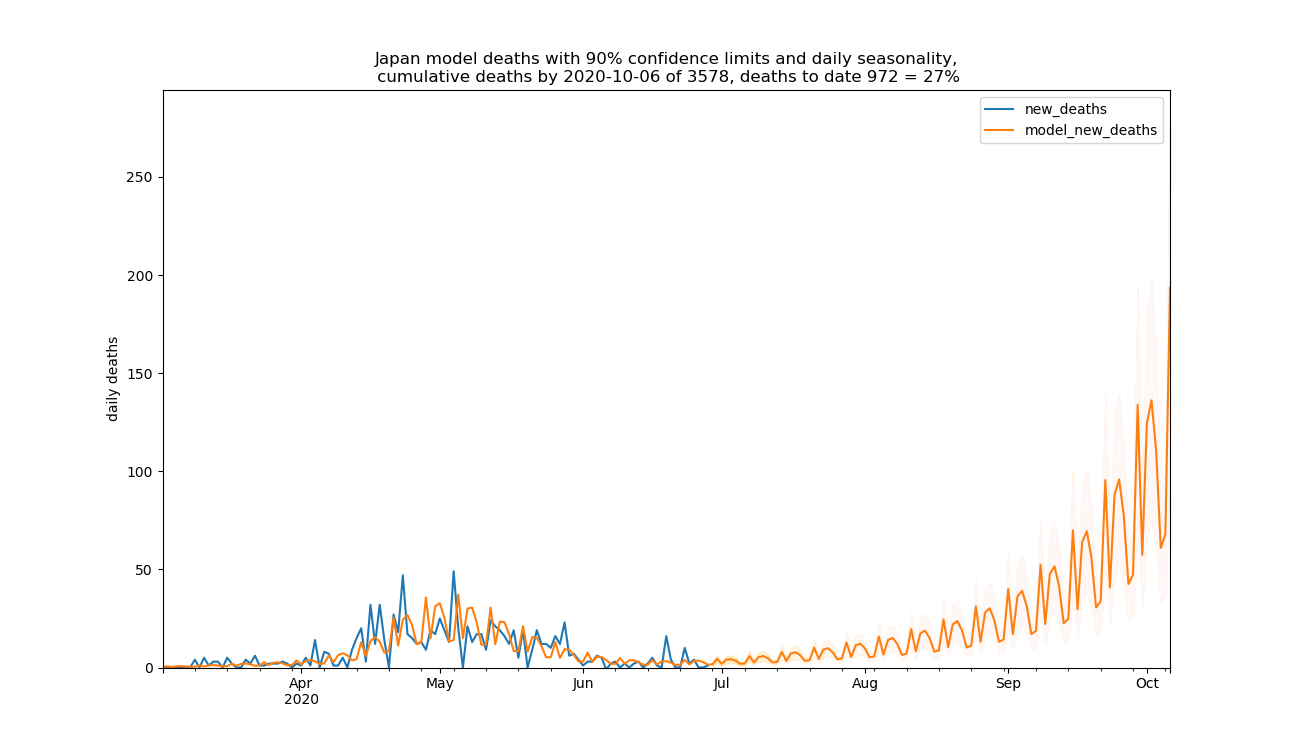 Japan model deaths with 90% confidence limits and daily seasonality,
cumulative deaths by 2020-10-06 of 3578, deaths to date 972 = 27%
new_deaths
model_new_deaths
250
200
150
100
50
0
daily deaths
Apr May Jun Jul Aug Sep Oct
2020